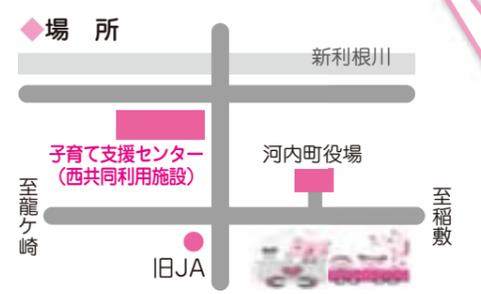 ◆場　所
新利根川
子育て支援センター
（西共同利用施設）
河内町役場
至龍ケ崎
至稲敷
旧JA